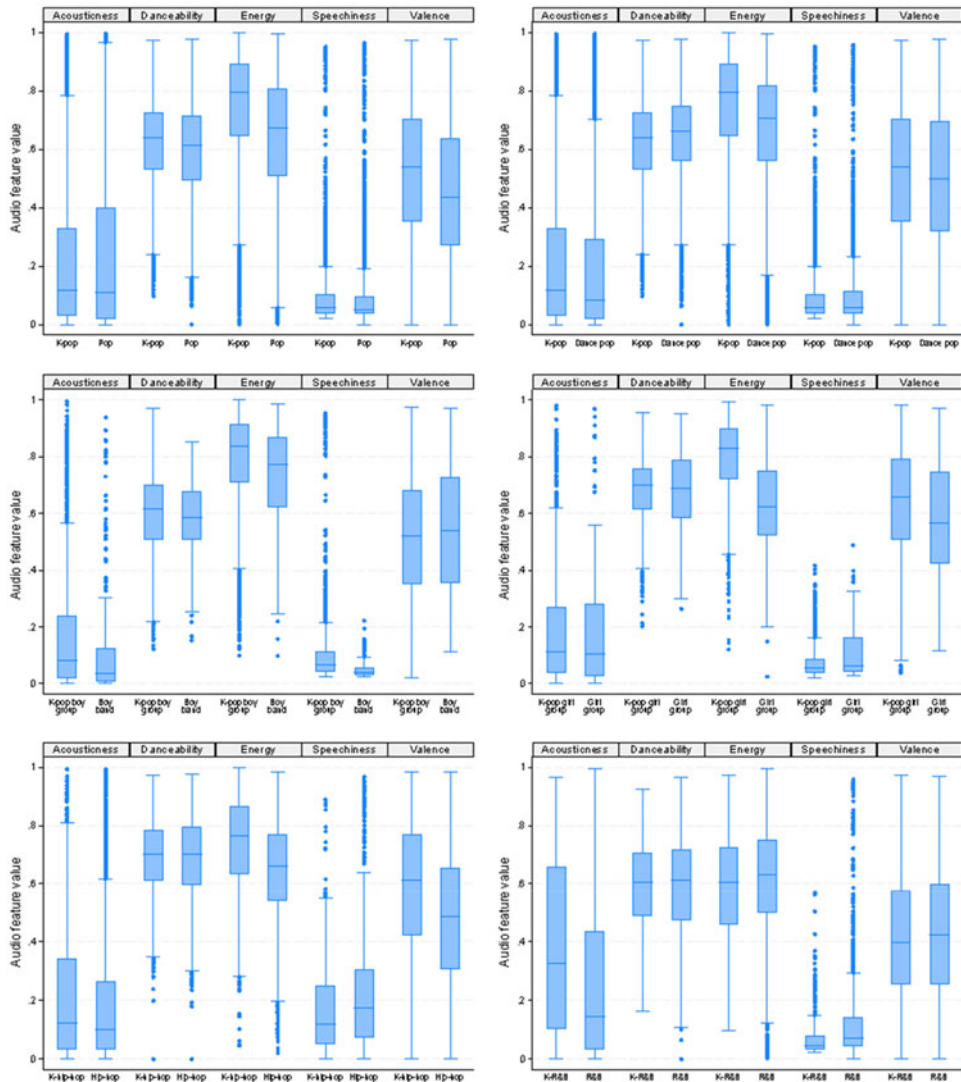 Acousticness Danceability Energy Speechiness Valence
Acousticness Danceability Energy Speechiness Valence
Audio feature value
1
.8
.6
.4
.2
0
K-pop Pop K-pop Pop K-pop Pop K-pop Pop K-pop Pop
Audio feature value
1
.8
.6
.4
.2
0
K-pop Dance pop K-pop Dance pop K-pop Dance pop K-pop Dance pop K-pop Dance pop
Acousticness Danceability Energy Speechiness Valence
Acousticness Danceability Energy Speechiness Valence
Audio feature value
1
.8
.6
.4
.2
0
K-pop boy Boy K-pop boy Boy K-pop boy Boy K-pop boy Boy K-pop boy Boy
group band group band group band group band group band
Audio feature value
1
.8
.6
.4
.2
0
K-pop girl Girl K-pop girl Girl K-pop girl Girl K-pop girl Girl K-pop girl Girl
group group group group group group group group group group
Acousticness Danceability Energy Speechiness Valence
Acousticness Danceability Energy Speechiness Valence
Audio feature value
1
.8
.6
.4
.2
0
K-hip-hop Hip-hop K-hip-hop Hip-hop K-hip-hop Hip-hop K-hip-hop Hip-hop K-hip-hop Hip-hop
Audio feature value
1
.8
.6
.4
.2
0
K-R&B R&B K-R&B R&B K-R&B R&B K-R&B R&B K-R&B R&B